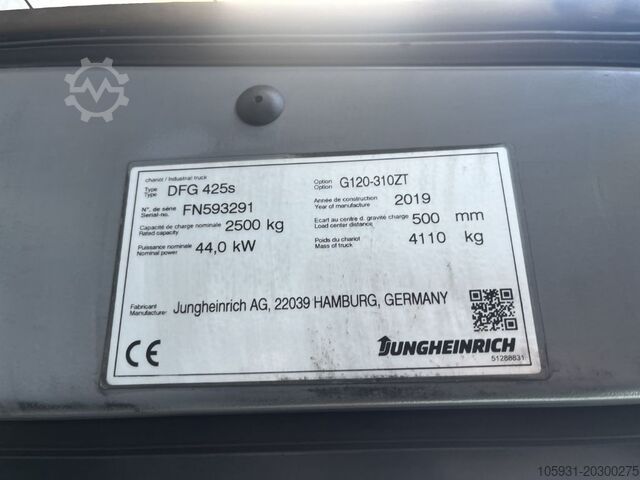 chariot / Industrial truck
Type
Type DFG 425s
Option
Option G120-310ZT
N°. de série
Serial-no. FN593291
Année de construction
Year of manufacture 2019
Capacité de charge nominale
Rated capacity 2500 kg
Ecart au centre d. gravité charge
Load center distance 500 mm
Puissance nominale
Nominal power 44,0 kW
Poids du chariot
Mass of truck 4110 kg
Fabricant
Manufacturer Jungheinrich AG, 22039 HAMBURG, GERMANY
CE
JUNGHEINRICH
51288831
105931-20300275